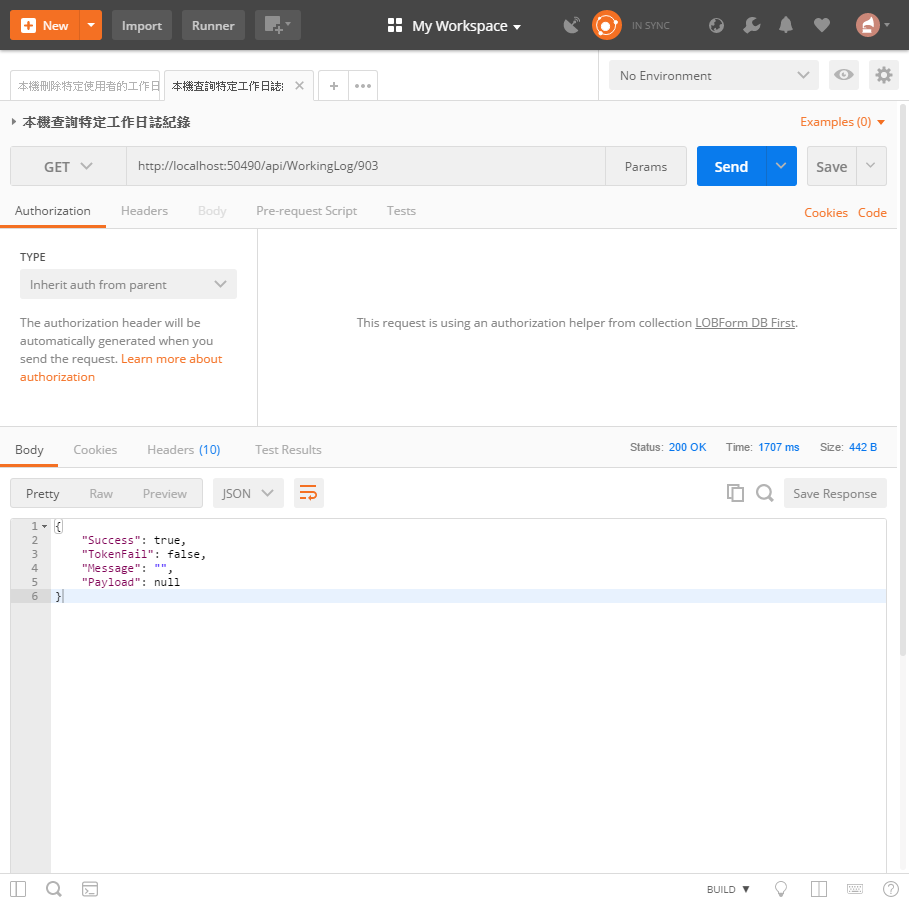 New
Import
Runner
My Workspace
IN SYNC
本機刪除特定使用者的工作日
本機查詢特定工作日誌
No Environment
本機查詢特定工作日誌紀錄
Examples (0)
GET
http://localhost:50490/api/WorkingLog/903
Params
Send
Save
Authorization
Headers
Body
Pre-request Script
Tests
Cookies
Code
TYPE
Inherit auth from parent
The authorization header will be
automatically generated when you
send the request. Learn more about
authorization
This request is using an authorization helper from collection LOBForm DB First.
Body
Cookies
Headers (10)
Test Results
Status: 200 OK
Time: 1707 ms
Size: 442 B
Pretty
Raw
Preview
JSON
Save Response
1 {
2 "Success": true,
3 "TokenFail": false,
4 "Message": "",
5 "Payload": null
6 }
BUILD